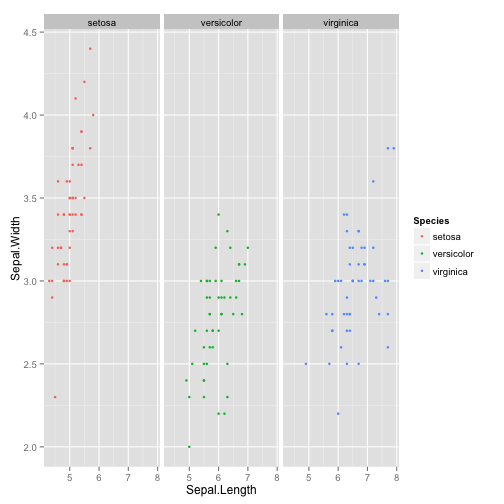 setosa versicolor virginica
4.5
4.0
3.5
3.0
2.5
2.0
Sepal.Width
5 6 7 8 5 6 7 8 5 6 7 8
Sepal.Length
Species
setosa
versicolor
virginica